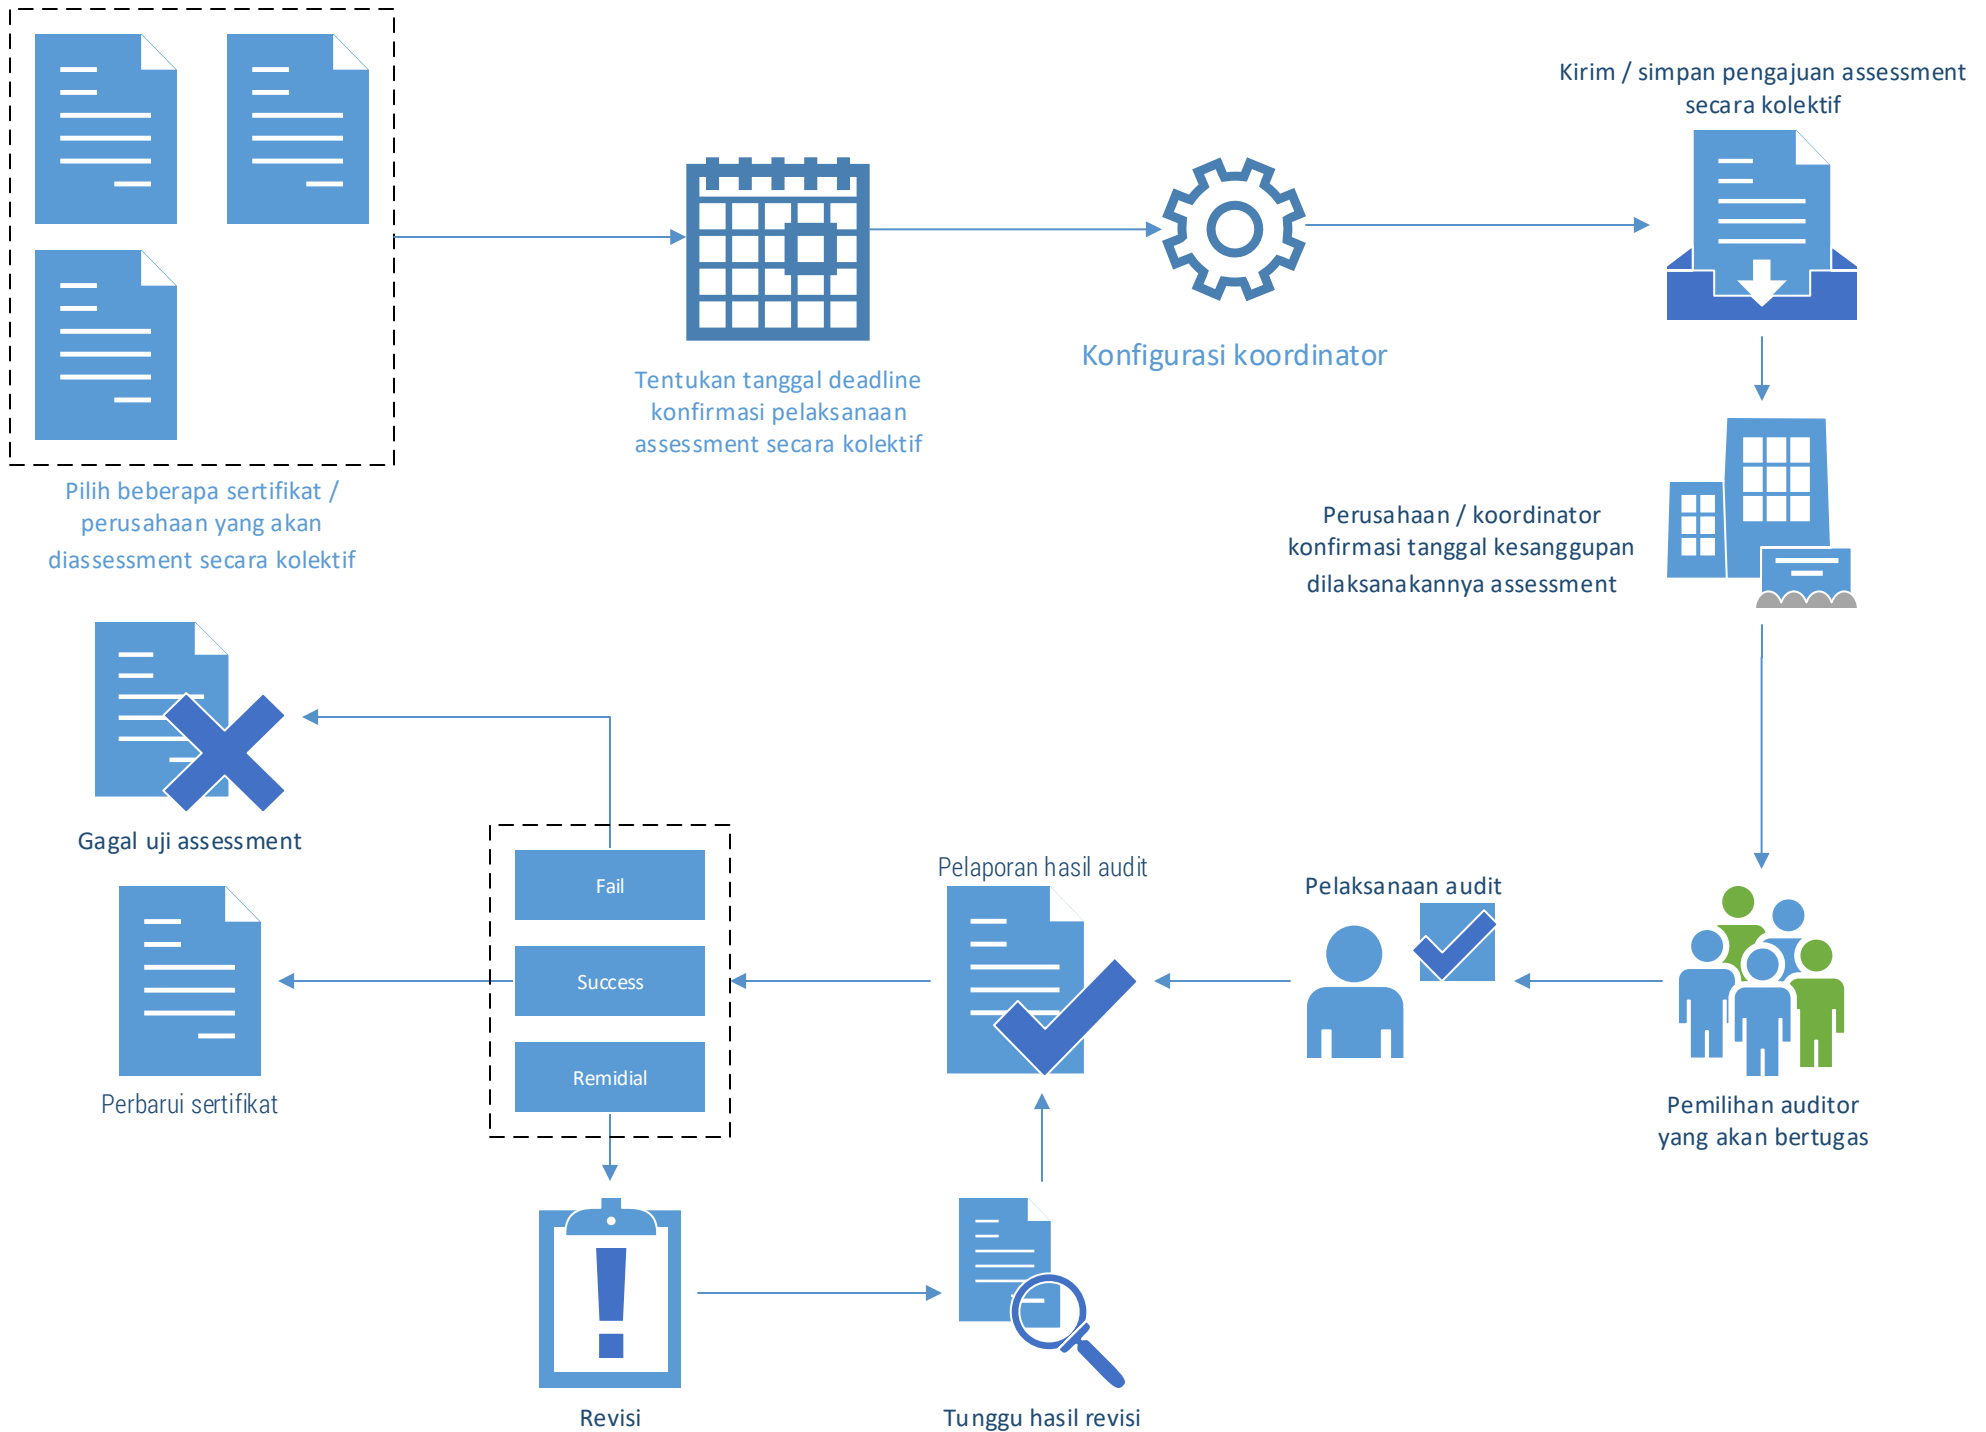 Kirim / simpan pengajuan assessment
secara kolektif
Tentukan tanggal deadline
konfirmasi pelaksanaan
assessment secara kolektif
Konfigurasi koordinator
Pilih beberapa sertifikat /
perusahaan yang akan
diassessment secara kolektif
Perusahaan / koordinator
konfirmasi tanggal kesanggupan
dilaksanakannya assessment
Gagal uji assessment
Fail
Success
Remidial
Pelaporan hasil audit
Pelaksanaan audit
Perbarui sertifikat
Pemilihan auditor
yang akan bertugas
Revisi
Tunggu hasil revisi